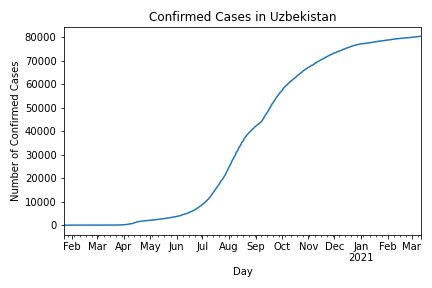 Confirmed Cases in Uzbekistan
Number of Confirmed Cases
80000
70000
60000
50000
40000
30000
20000
10000
0
Feb Mar Apr May Jun Jul Aug Sep Oct Nov Dec Jan Feb Mar
2021
Day